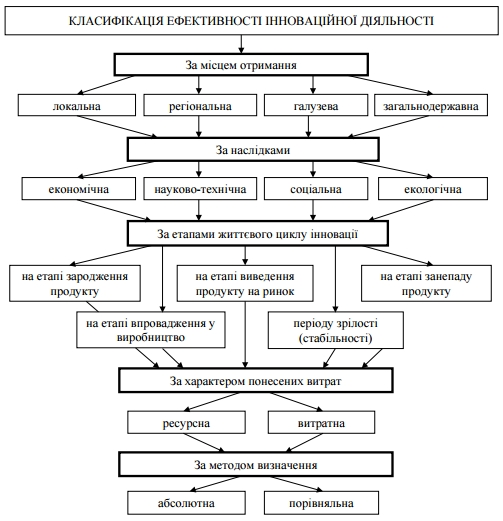 КЛАСИФІКАЦІЯ ЕФЕКТИВНОСТІ ІННОВАЦІЙНОЇ ДІЯЛЬНОСТІ
За місцем отримання
локальна
регіональна
галузева
загальнодержавна
За наслідками
економічна
науково-технічна
соціальна
екологічна
За етапами життєвого циклу інновації
на етапі зародження
продукту
на етапі виведення
продукту на ринок
на етапі занепаду
продукту
на етапі впровадження у
виробництво
періоду зрілості
(стабільності)
За характером понесених витрат
ресурсна
витратна
За методом визначення
абсолютна
порівняльна